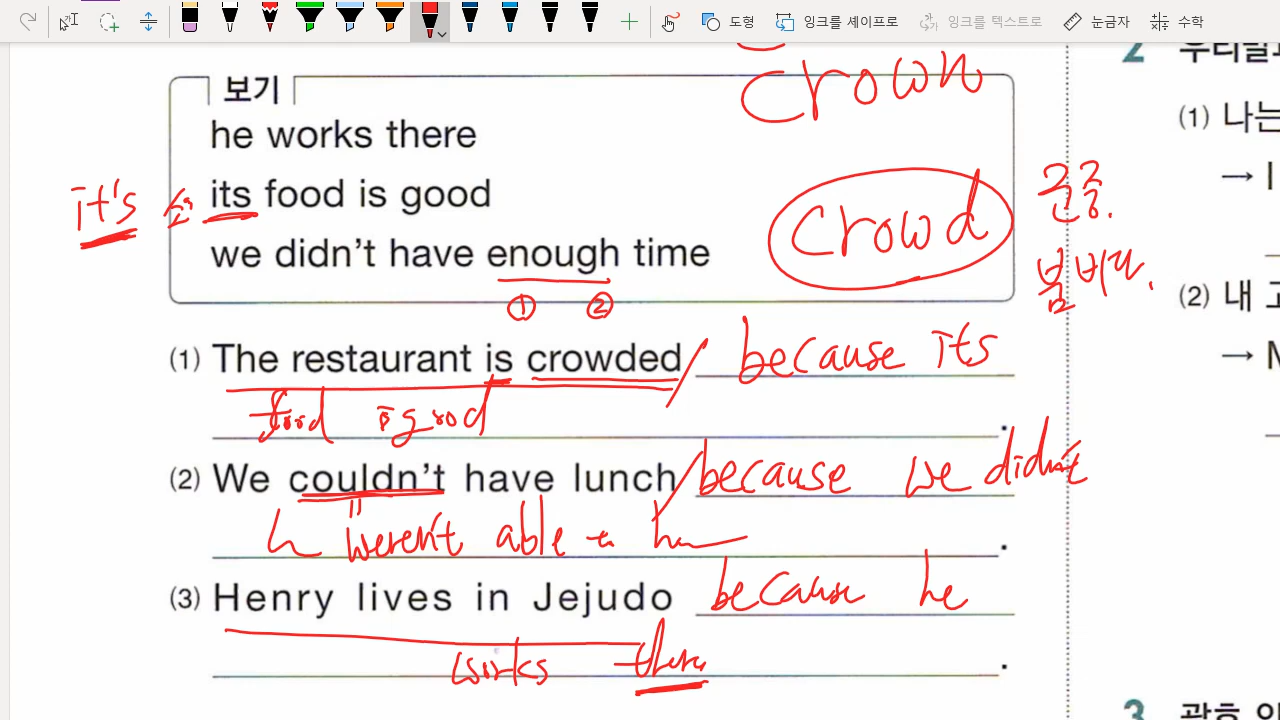 도형 잉크를 셰이프로 잉크를 텍스트로 눈금자 수학
crown
보기
he works there
it's its food is good
crowd 군중.
붐비다.
we didn't have enough time
① ②
(1) The restaurant is crowded because its
food is good .
(2) We couldn't have lunch because we didn't
weren't able .
(3) Henry lives in Jejudo because he
works there .
2
(1) 나는
→ I
(2) 내
→
3